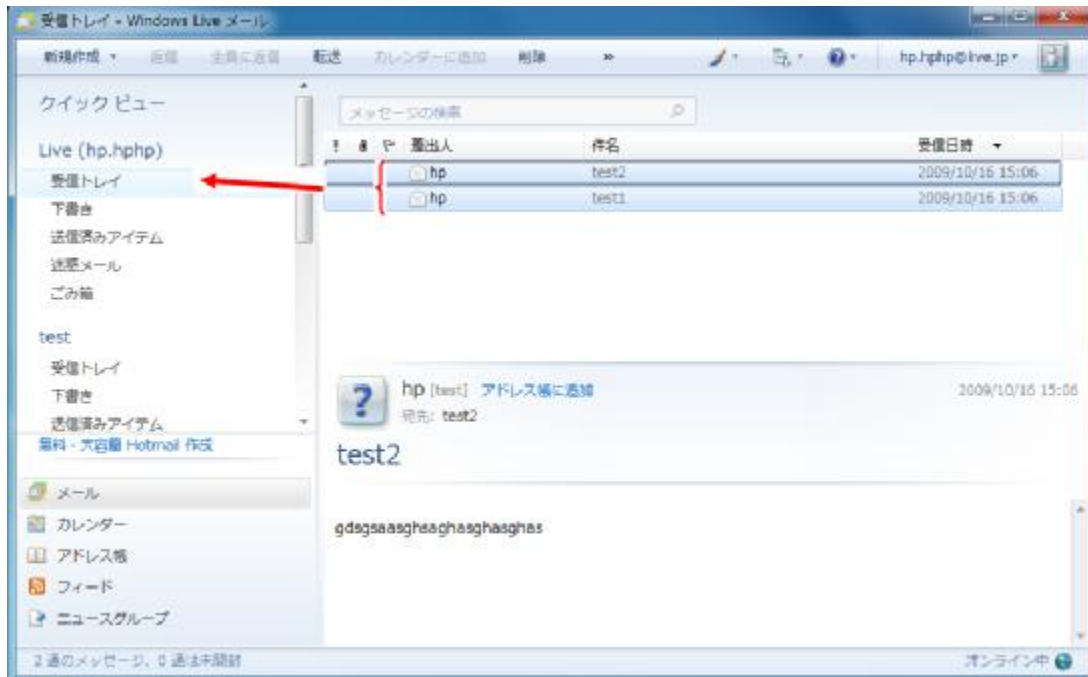 受信トレイ - Windows Live メール
新規作成 返信 全員に返信 転送 カレンダーに追加 削除 » hp.hphp@live.jp
クイック ビュー
メッセージの検索
Live (hp.hphp)
! 差出人 件名 受信日時
受信トレイ
hp test2 2009/10/16 15:06
下書き
hp test1 2009/10/16 15:06
送信済みアイテム
迷惑メール
ごみ箱
test
受信トレイ
下書き
送信済みアイテム
無料・大容量 Hotmail 作成
hp [test] アドレス帳に追加 2009/10/16 15:06
宛先: test2
test2
メール
カレンダー
アドレス帳
フィード
ニュースグループ
gdsgsaasghsaghasghasghas
2 通のメッセージ、0 通は未開封 オンライン中